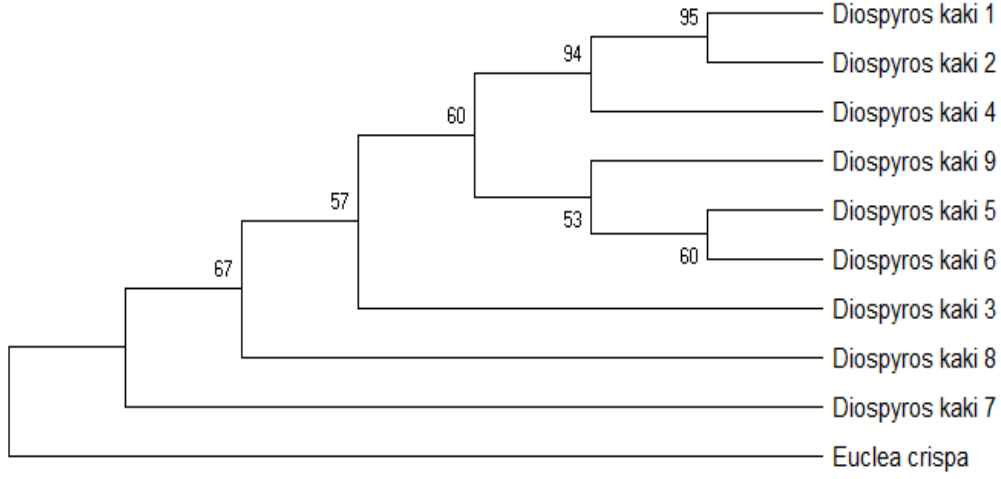 95
Diospyros kaki 1
94
Diospyros kaki 2
60
Diospyros kaki 4
57
Diospyros kaki 9
53
Diospyros kaki 5
67
60
Diospyros kaki 6
Diospyros kaki 3
Diospyros kaki 8
Diospyros kaki 7
Euclea crispa